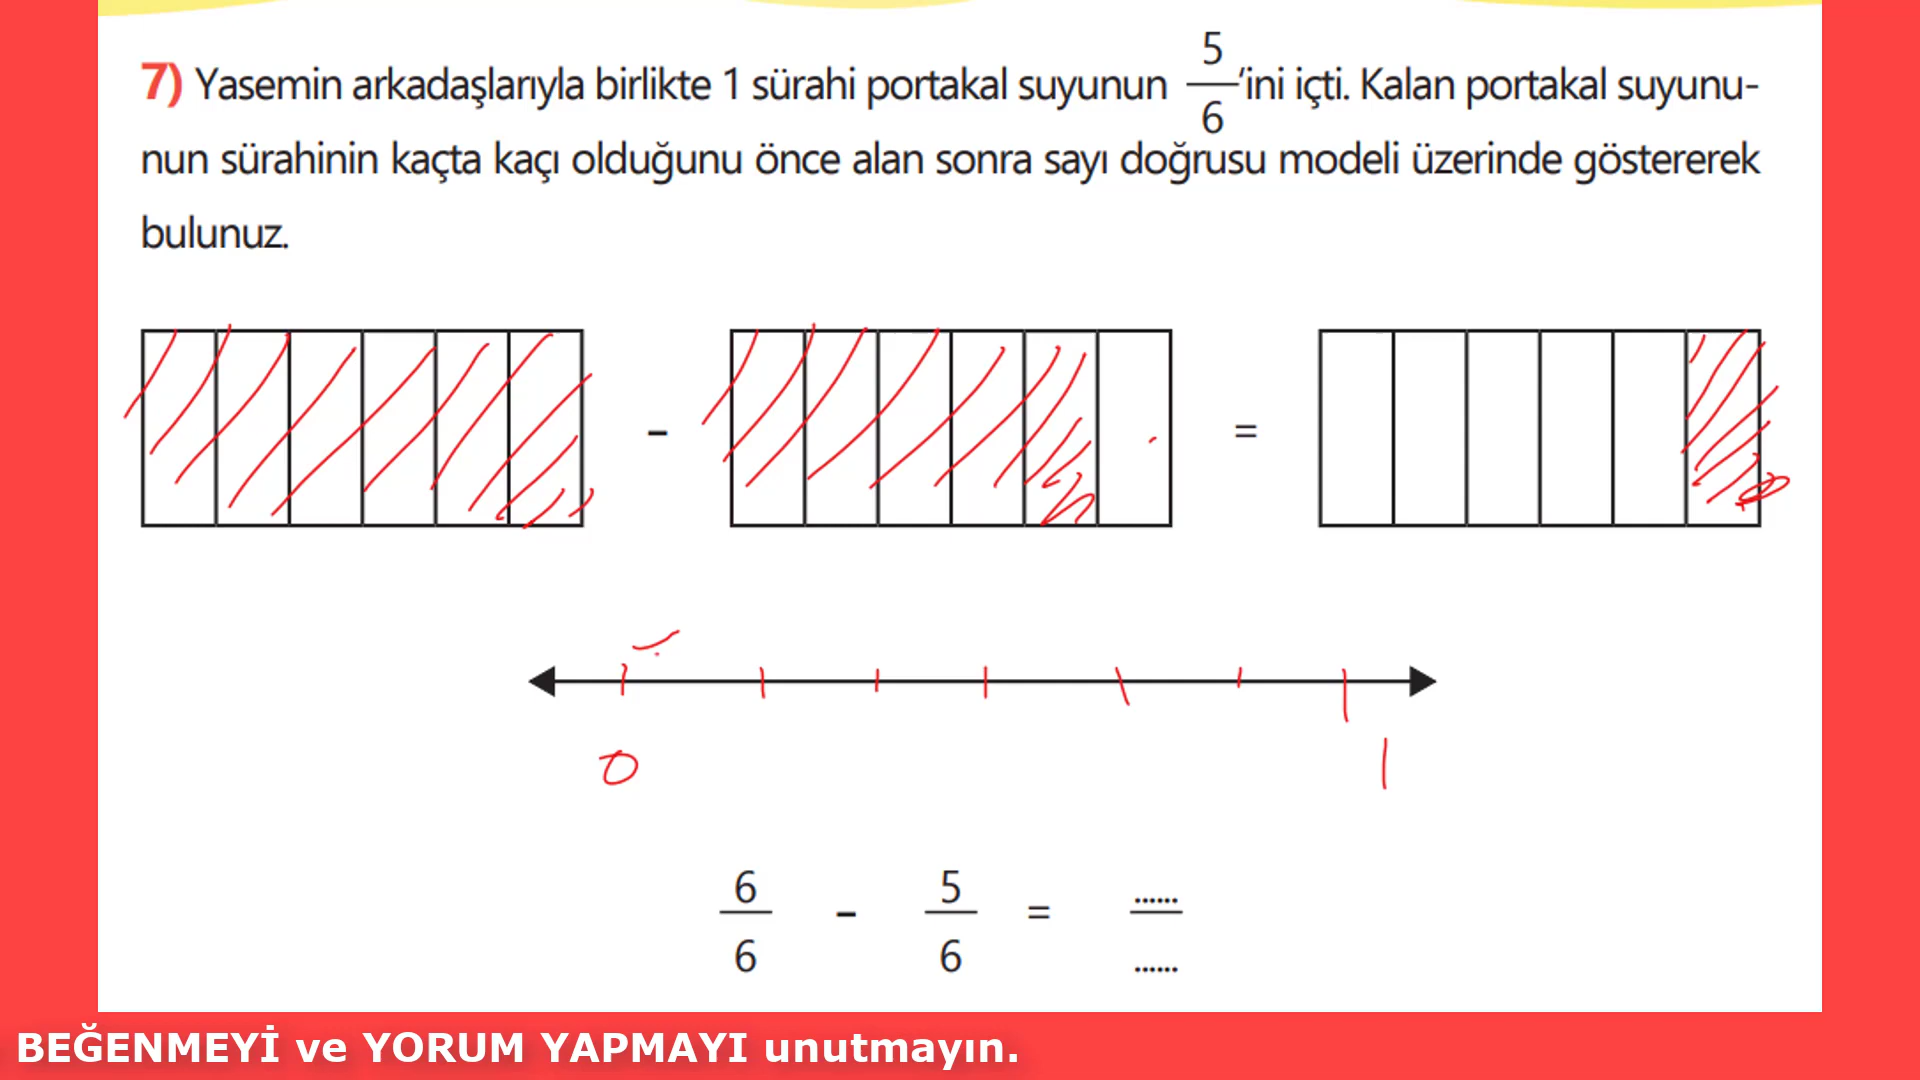 7) Yasemin arkadaşlarıyla birlikte 1 sürahi portakal suyunun 5/6'ini içti. Kalan portakal suyunu-
nun sürahinin kaçta kaçı olduğunu önce alan sonra sayı doğrusu modeli üzerinde göstererek
bulunuz.
- =
0 1
6/6 - 5/6 = ....../......
BEĞENMEYİ ve YORUM YAPMAYI unutmayın.